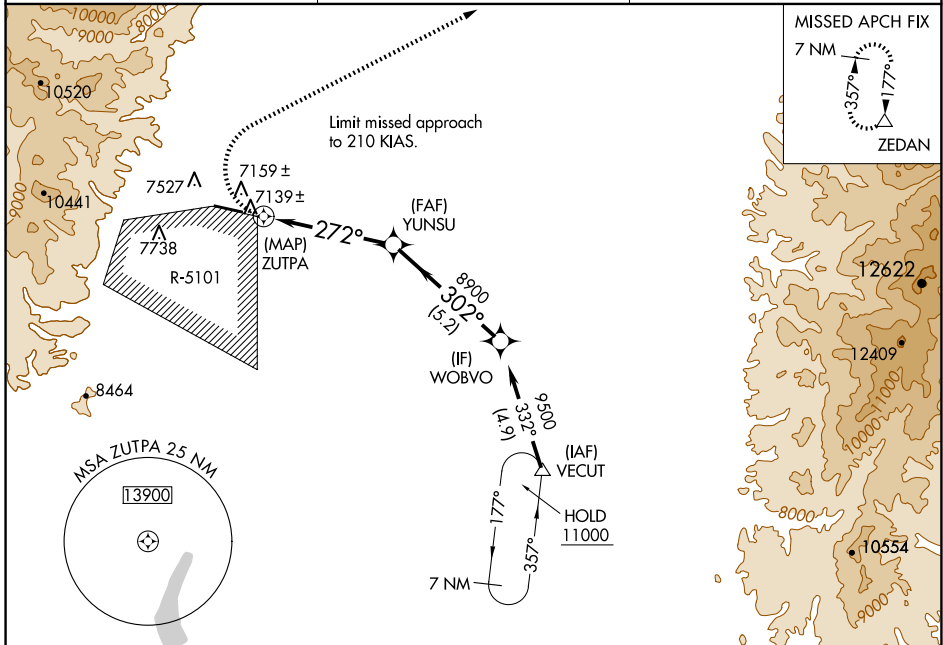 10000
9000
10520
10441
9000
MISSED APCH FIX
7 NM
357°
177°
ZEDAN
Limit missed approach
to 210 KIAS.
7527
7159 ±
7139 ±
7738
R-5101
(MAP)
ZUTPA
272°
(FAF)
YUNSU
8900
302°
(5.2)
(IF)
WOBVO
9500
332°
(4.9)
(IAF)
VECUT
HOLD
11000
177°
357°
7 NM
8464
MSA ZUTPA 25 NM
13900
12622
12409
11000
10000
8000
10554